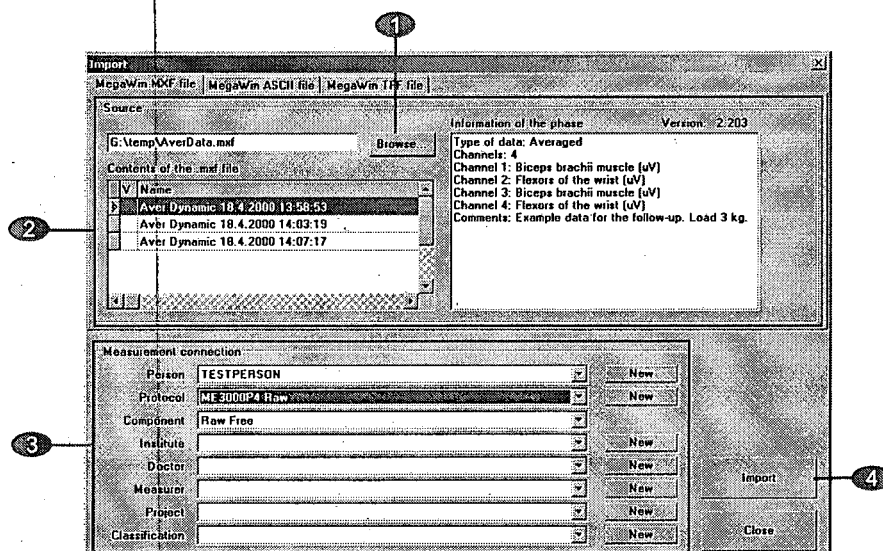 1
Import
MegaWin MXF file MegaWin ASCII file MegaWin TFF file
Source
G:\temp\AverData.mxf
Browse...
Contents of the .mxf file
V Name
Aver Dynamic 18.4.2000 13:58:53
Aver Dynamic 18.4.2000 14:03:19
Aver Dynamic 18.4.2000 14:07:17
Information of the phase Version: 2.203
Type of data: Averaged
Channels: 4
Channel 1: Biceps brachii muscle (uV)
Channel 2: Flexors of the wrist (uV)
Channel 3: Biceps brachii muscle (uV)
Channel 4: Flexors of the wrist (uV)
Comments: Example data for the follow-up. Load 3 kg.
2
Measurement connection
Person TESTPERSON New
Protocol ME3000P4 Raw New
Component Raw Free
Institute New
Doctor New
Measurer New
Project New
Classification New
3
Import
4
Close